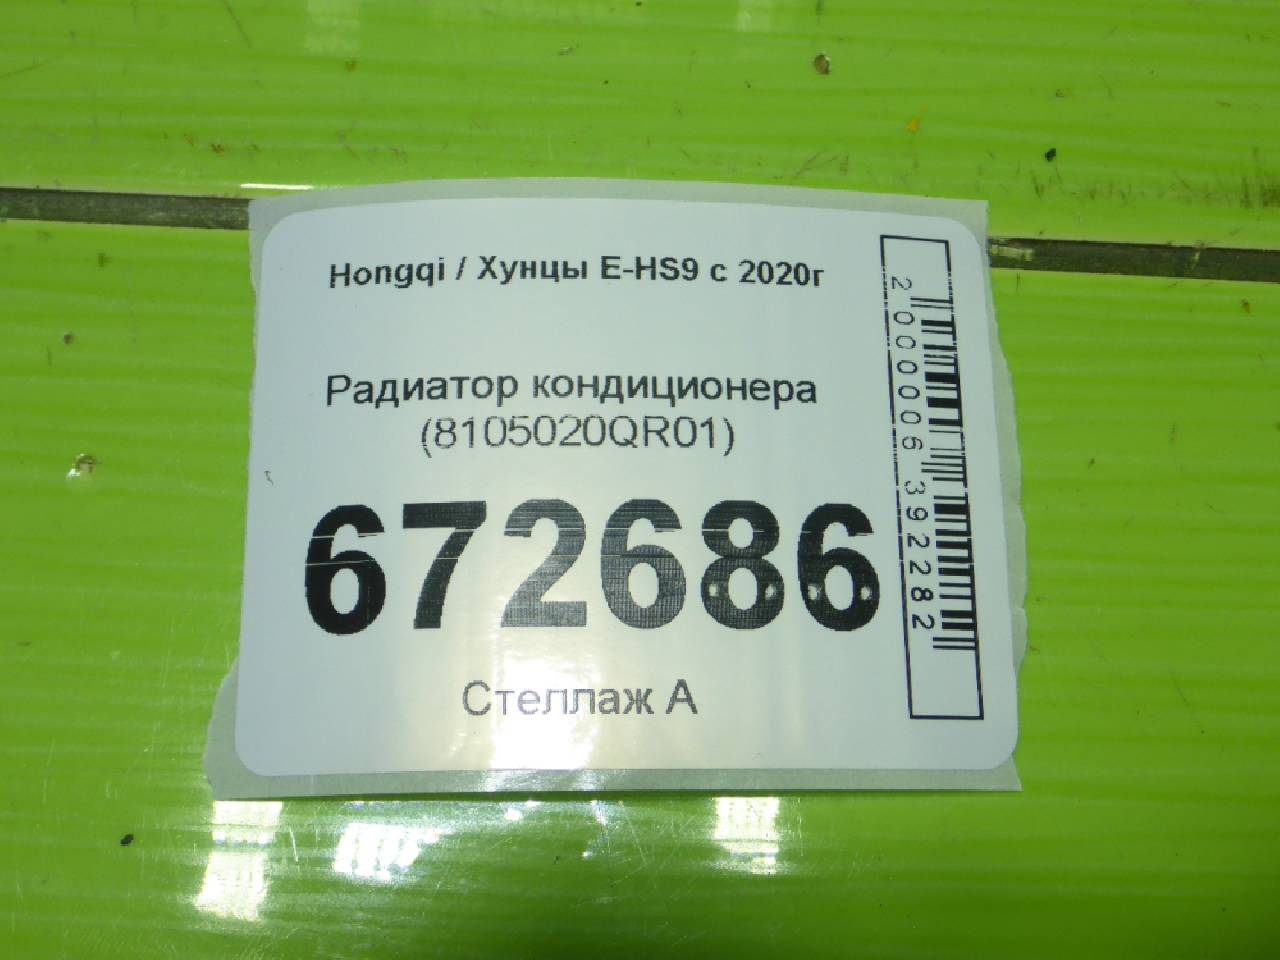 Hongqi / Хунцы E-HS9 с 2020г
Радиатор кондиционера
(8105020QR01)
672686
Стеллаж А
2000006392282